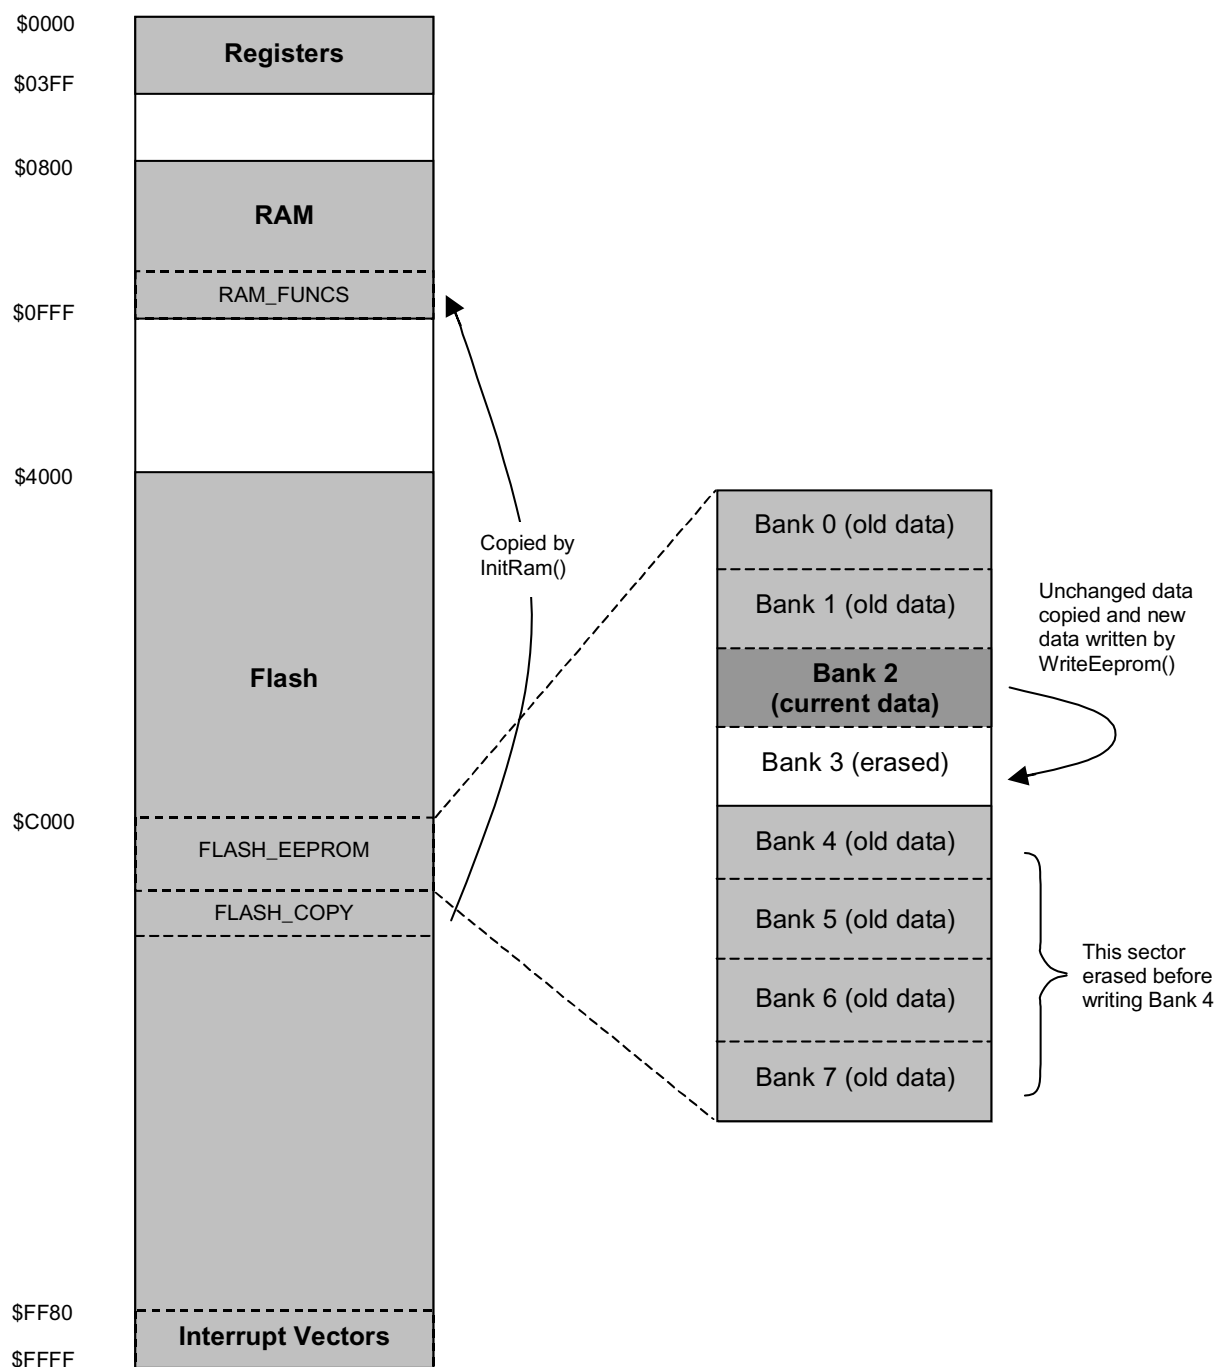 $0000
Registers
$03FF
$0800
RAM
RAM_FUNCS
$0FFF
$4000
Copied by
InitRam()
Flash
$C000
FLASH_EEPROM
FLASH_COPY
$FF80
Interrupt Vectors
$FFFF
Bank 0 (old data)
Bank 1 (old data)
Bank 2
(current data)
Bank 3 (erased)
Bank 4 (old data)
Bank 5 (old data)
Bank 6 (old data)
Bank 7 (old data)
Unchanged data
copied and new
data written by
WriteEeprom()
This sector
erased before
writing Bank 4